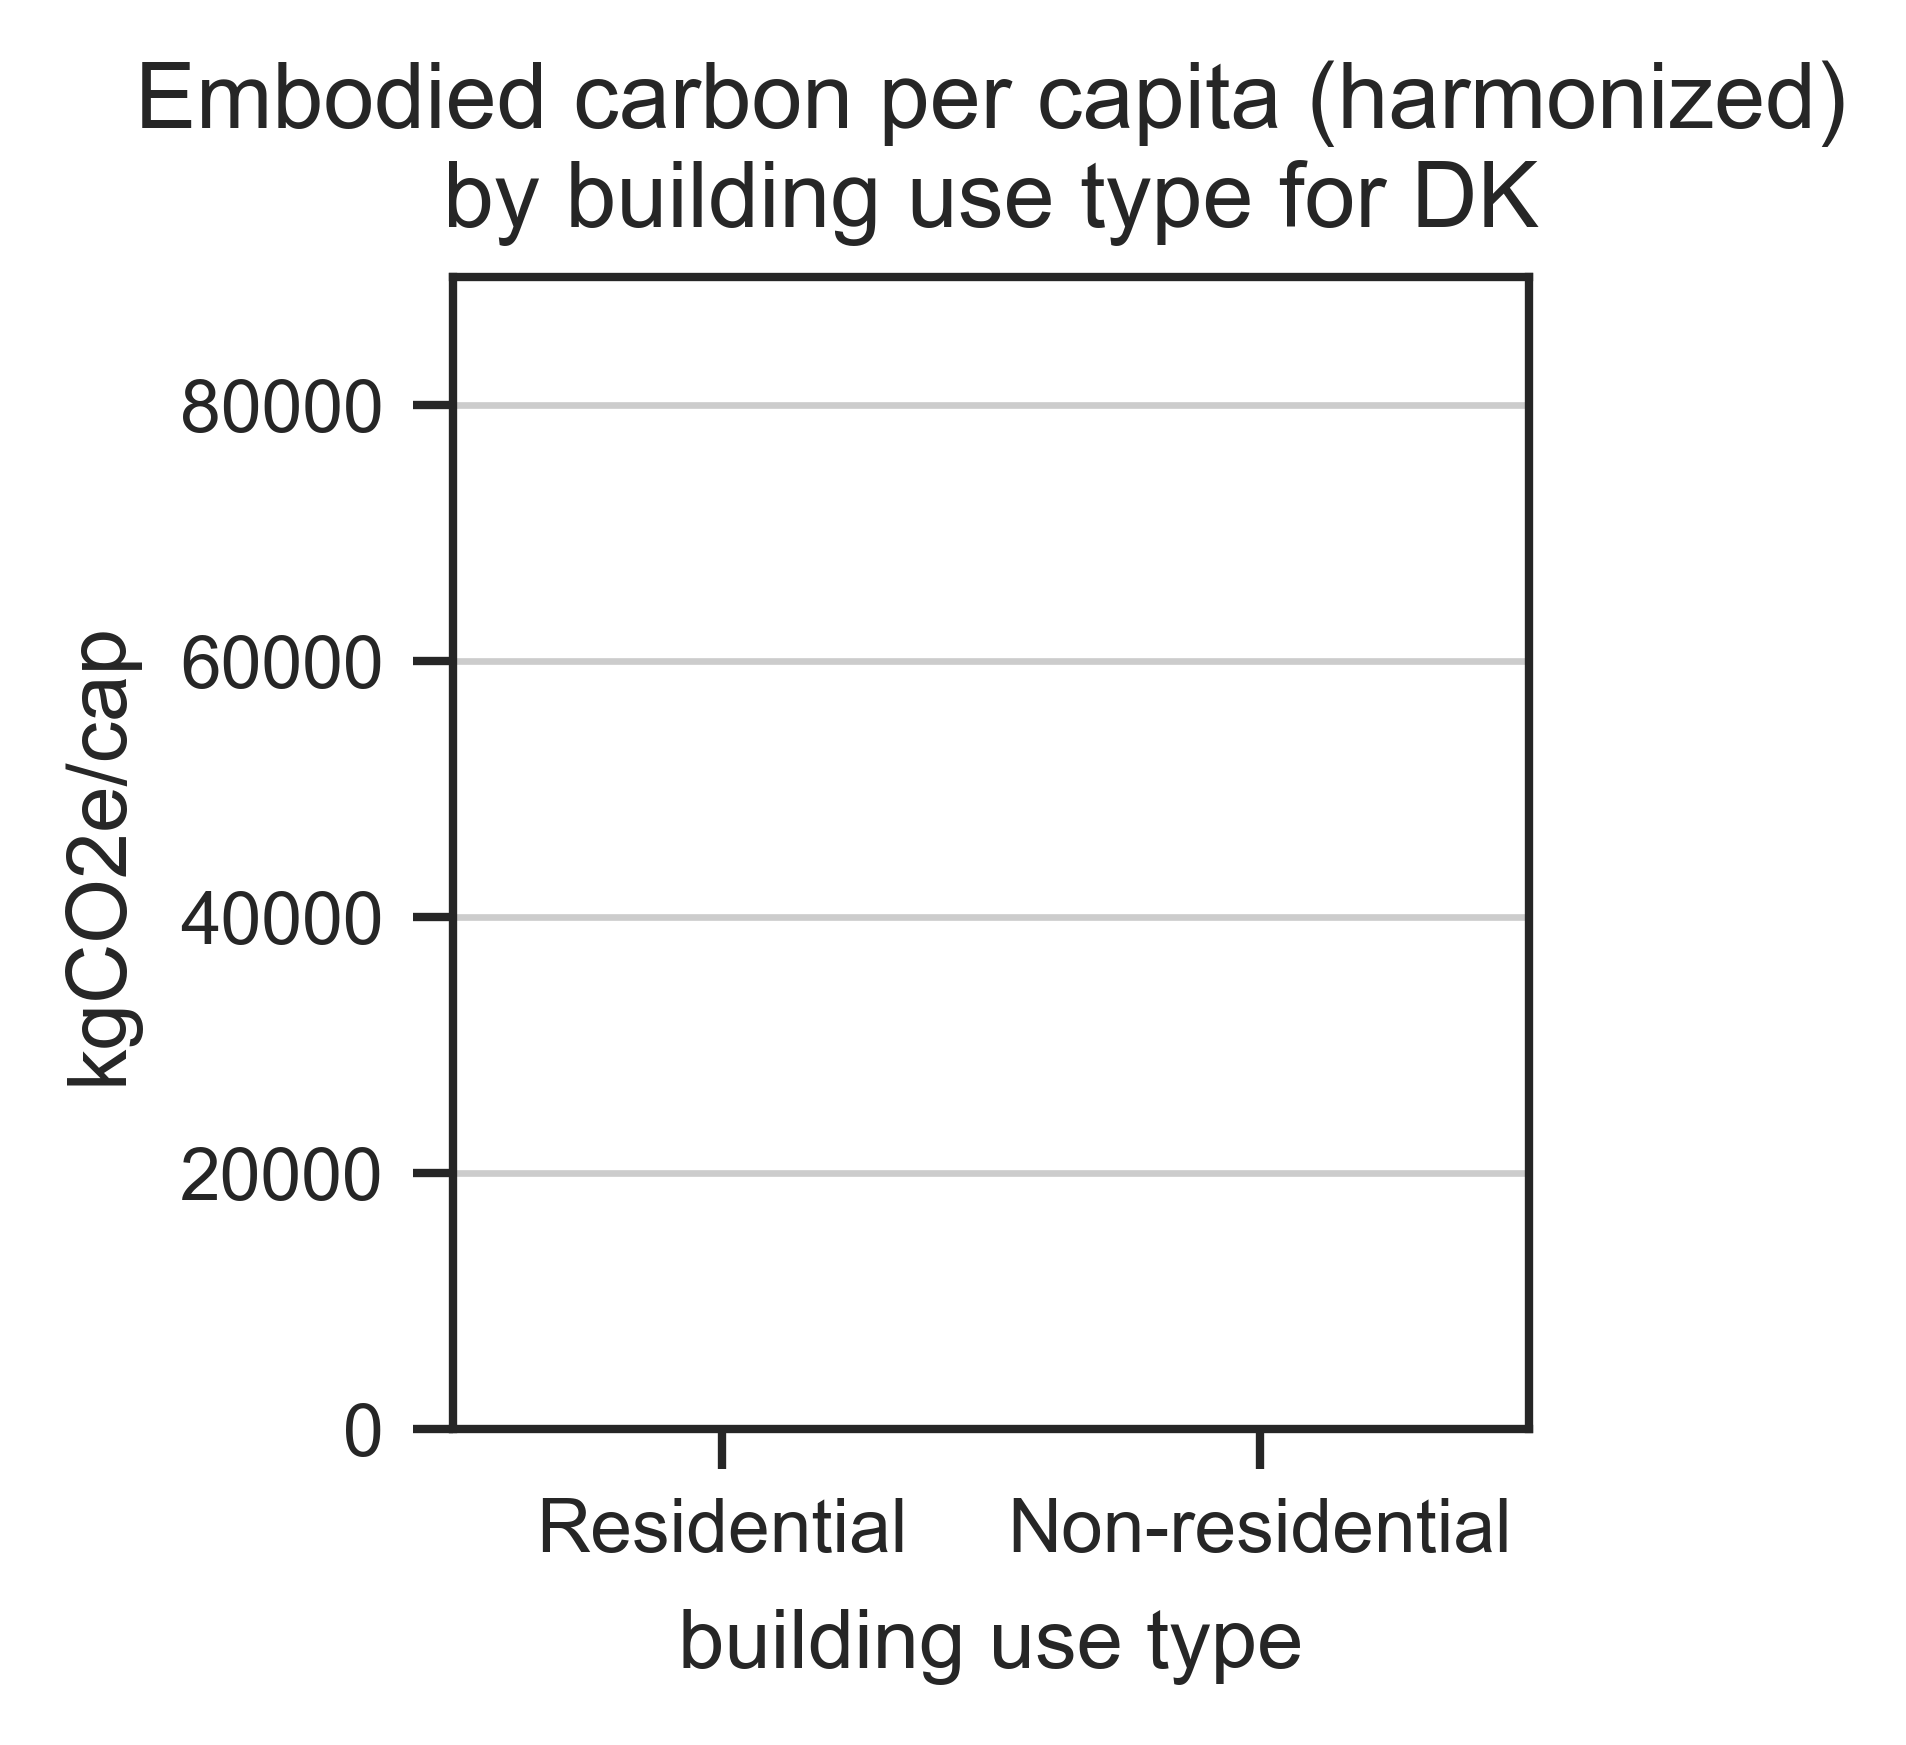 Embodied carbon per capita (harmonized)
by building use type for DK
80000
60000
40000
20000
0
kgCO2e/cap
Residential Non-residential
building use type